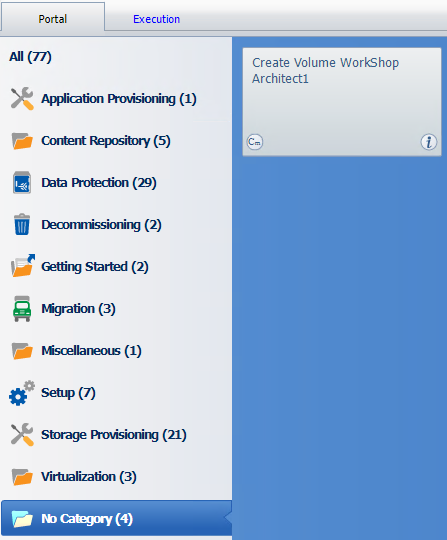 Portal
Execution
All (77)
Application Provisioning (1)
Content Repository (5)
Data Protection (29)
Decommissioning (2)
Getting Started (2)
Migration (3)
Miscellaneous (1)
Setup (7)
Storage Provisioning (21)
Virtualization (3)
No Category (4)
Create Volume WorkShop
Architect1
Cm
i